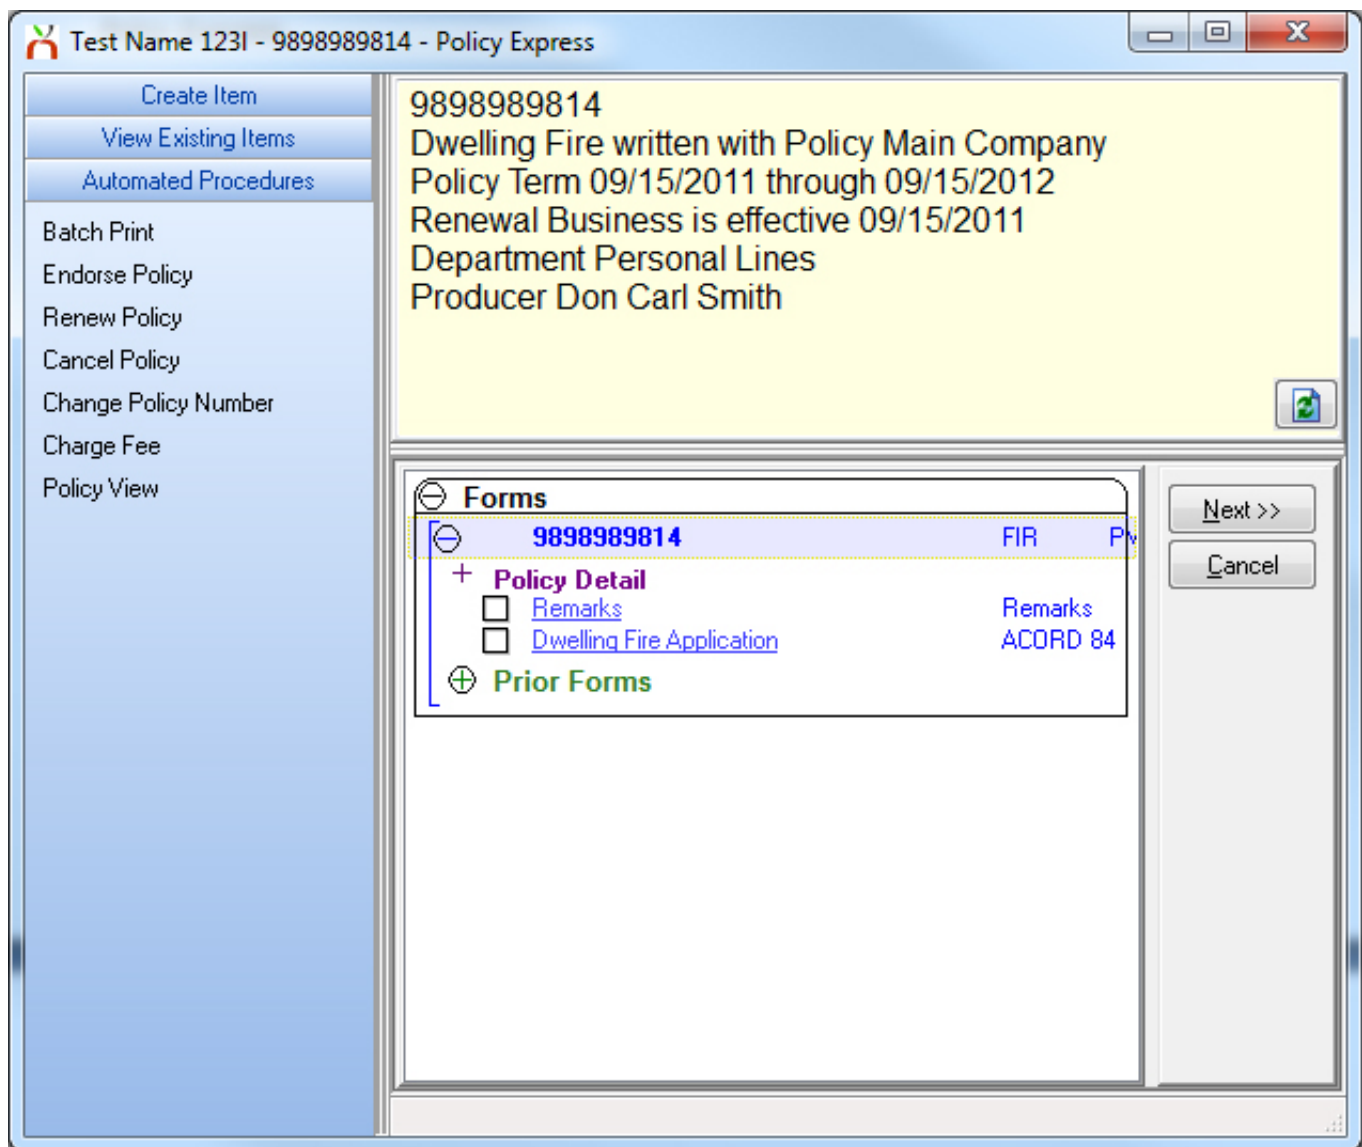 Test Name 123I - 9898989814 - Policy Express
Create Item
View Existing Items
Automated Procedures
Batch Print
Endorse Policy
Renew Policy
Cancel Policy
Change Policy Number
Charge Fee
Policy View
9898989814
Dwelling Fire written with Policy Main Company
Policy Term 09/15/2011 through 09/15/2012
Renewal Business is effective 09/15/2011
Department Personal Lines
Producer Don Carl Smith
Forms
9898989814 FIR
Policy Detail
Remarks Remarks
Dwelling Fire Application ACORD 84
Prior Forms
Next >>
Cancel